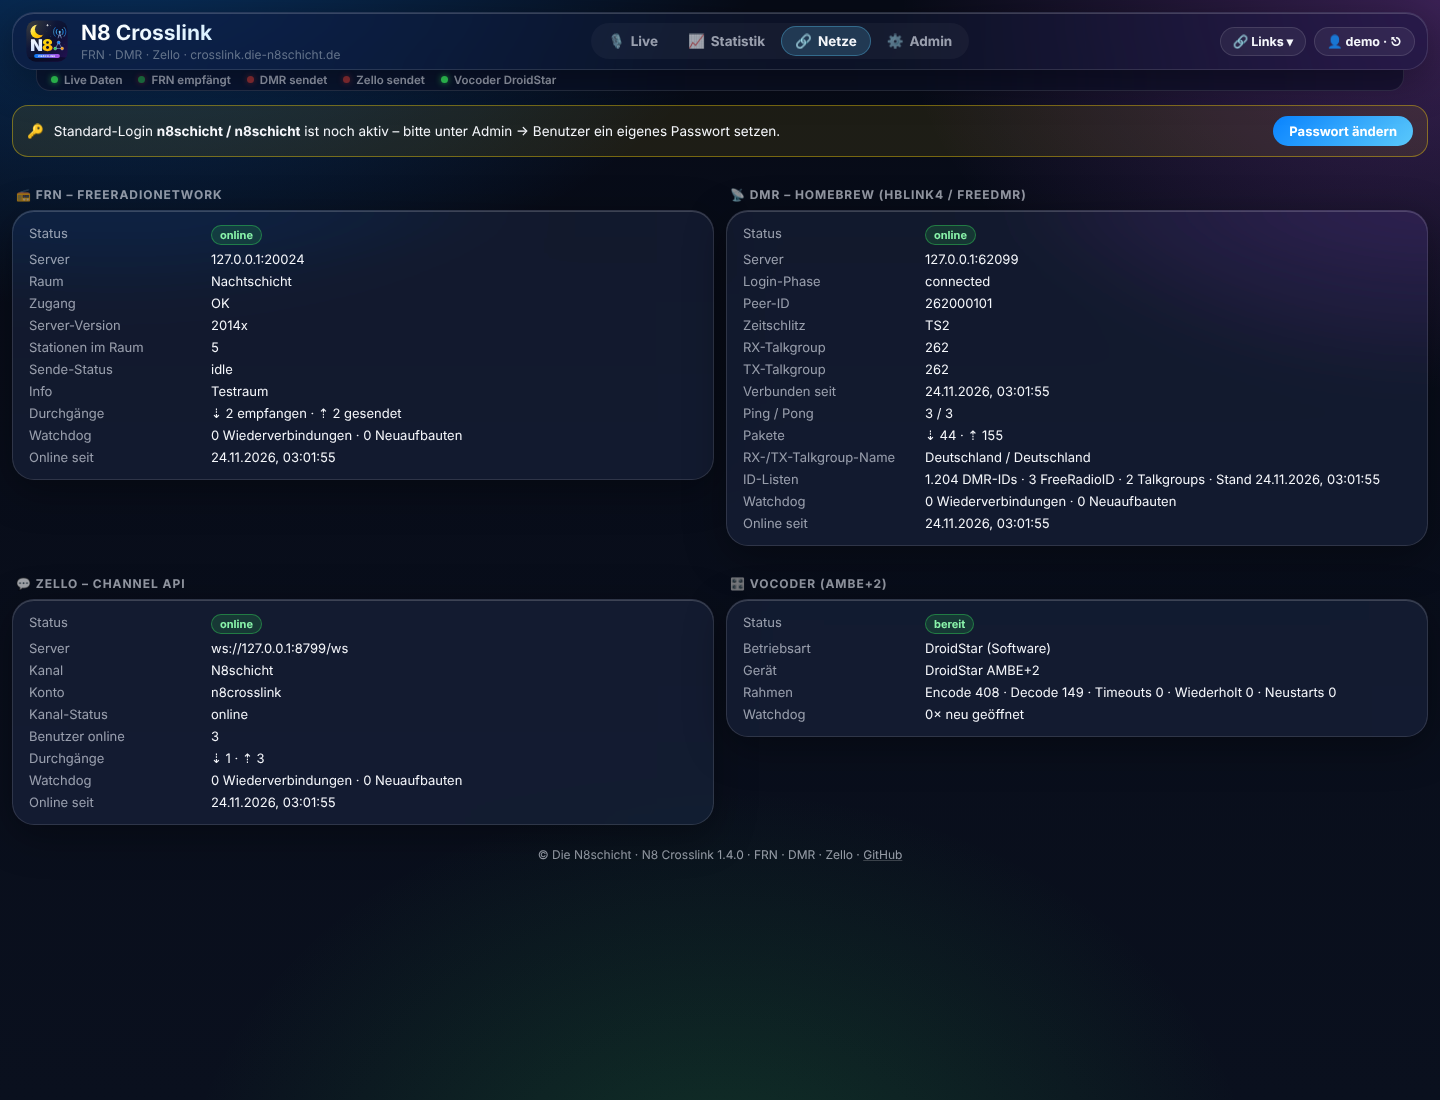 N8 Crosslink
FRN · DMR · Zello · crosslink.die-n8schicht.de
Live
Statistik
Netze
Admin
Links ▾
demo · ⎋
Live Daten
FRN empfängt
DMR sendet
Zello sendet
Vocoder DroidStar
Standard-Login n8schicht / n8schicht ist noch aktiv – bitte unter Admin → Benutzer ein eigenes Passwort setzen.
Passwort ändern
FRN – FREERADIONETWORK
Status online
Server 127.0.0.1:20024
Raum Nachtschicht
Zugang OK
Server-Version 2014x
Stationen im Raum 5
Sende-Status idle
Info Testraum
Durchgänge ⇣ 2 empfangen · ⇡ 2 gesendet
Watchdog 0 Wiederverbindungen · 0 Neuaufbauten
Online seit 24.11.2026, 03:01:55
DMR – HOMEBREW (HBLINK4 / FREEDMR)
Status online
Server 127.0.0.1:62099
Login-Phase connected
Peer-ID 262000101
Zeitschlitz TS2
RX-Talkgroup 262
TX-Talkgroup 262
Verbunden seit 24.11.2026, 03:01:55
Ping / Pong 3 / 3
Pakete ⇣ 44 · ⇡ 155
RX-/TX-Talkgroup-Name Deutschland / Deutschland
ID-Listen 1.204 DMR-IDs · 3 FreeRadioID · 2 Talkgroups · Stand 24.11.2026, 03:01:55
Watchdog 0 Wiederverbindungen · 0 Neuaufbauten
Online seit 24.11.2026, 03:01:55
ZELLO – CHANNEL API
Status online
Server ws://127.0.0.1:8799/ws
Kanal N8schicht
Konto n8crosslink
Kanal-Status online
Benutzer online 3
Durchgänge ⇣ 1 · ⇡ 3
Watchdog 0 Wiederverbindungen · 0 Neuaufbauten
Online seit 24.11.2026, 03:01:55
VOCODER (AMBE+2)
Status bereit
Betriebsart DroidStar (Software)
Gerät DroidStar AMBE+2
Rahmen Encode 408 · Decode 149 · Timeouts 0 · Wiederholt 0 · Neustarts 0
Watchdog 0× neu geöffnet
© Die N8schicht · N8 Crosslink 1.4.0 · FRN · DMR · Zello · GitHub